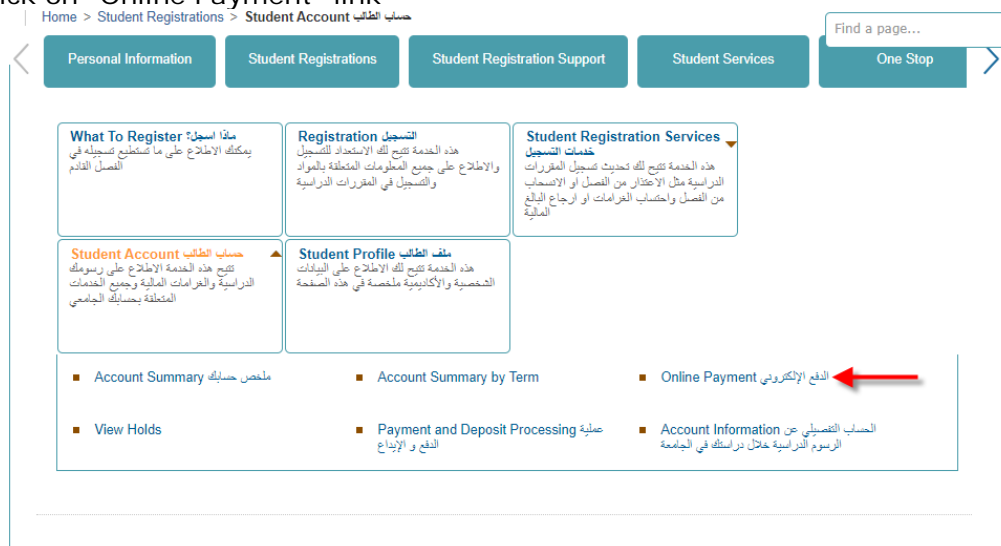 ick on "Online Payment" link
Home > Student Registrations > Student Account حساب الطالب
Find a page...
Personal Information
Student Registrations
Student Registration Support
Student Services
One Stop
What To Register ماذا اسجل؟
يمكنك الاطلاع على ما تستطيع تسجيله في
الفصل القادم
Registration التسجيل
هذه الخدمة تتيح لك الاستعداد للتسجيل
والاطلاع على جميع المعلومات المتعلقة بالمواد
والتسجيل في المقررات الدراسية
Student Registration Services
خدمات التسجيل
هذه الخدمة تتيح لك تحديث تسجيل المقررات
الدراسية مثل الاعتذار من الفصل أو الانسحاب
من الفصل واحتساب الغرامات او ارجاع البالغ
المالية
Student Account حساب الطالب
تتيح هذه الخدمة الاطلاع على رسومك
الدراسية والغرامات المالية وجميع الخدمات
المتعلقة بحسابك الجامعي
Student Profile ملف الطالب
هذه الخدمة تتيح لك الاطلاع على البيانات
الشخصية والأكاديمية ملخصة في هذه الصفحة
Account Summary ملخص حسابك
Account Summary by Term
Online Payment الدفع الإلكتروني
View Holds
Payment and Deposit Processing عملية
الدفع و الإيداع
Account Information الحساب التفصيلي عن
الرسوم الدراسية خلال دراستك في الجامعة